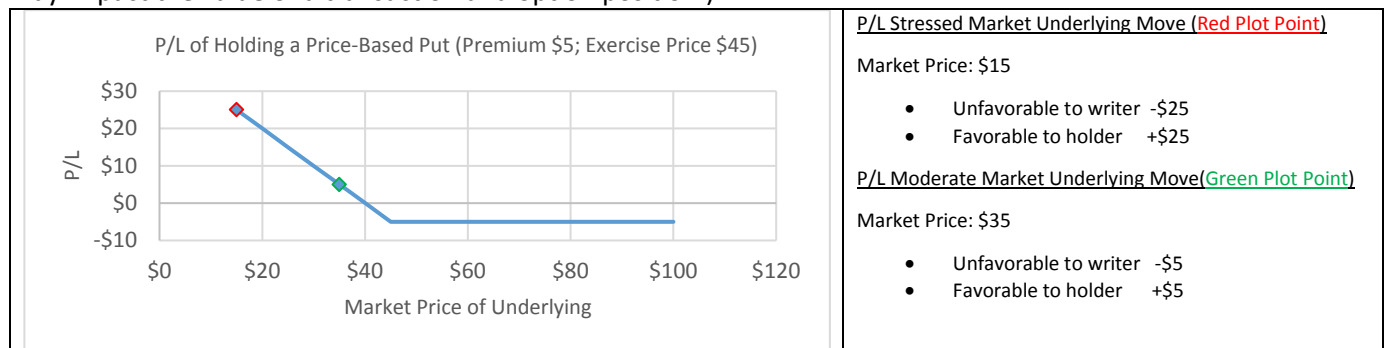 P/L of Holding a Price-Based Put (Premium $5; Exercise Price $45)
$30
$20
$10
$0
-$10
P/L
$0 $20 $40 $60 $80 $100 $120
Market Price of Underlying
P/L Stressed Market Underlying Move (Red Plot Point)
Market Price: $15
• Unfavorable to writer -$25
• Favorable to holder +$25
P/L Moderate Market Underlying Move(Green Plot Point)
Market Price: $35
• Unfavorable to writer -$5
• Favorable to holder +$5